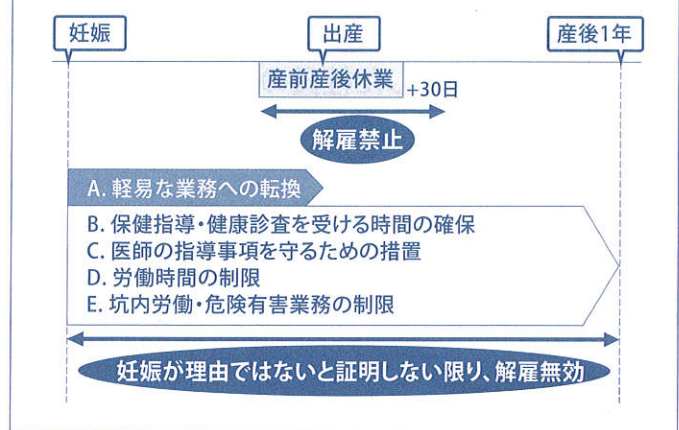 妊娠
出産
産後1年
産前産後休業
+30日
解雇禁止
A. 軽易な業務への転換
B. 保健指導・健康診査を受ける時間の確保
C. 医師の指導事項を守るための措置
D. 労働時間の制限
E. 坑内労働・危険有害業務の制限
妊娠が理由ではないと証明しない限り、解雇無効